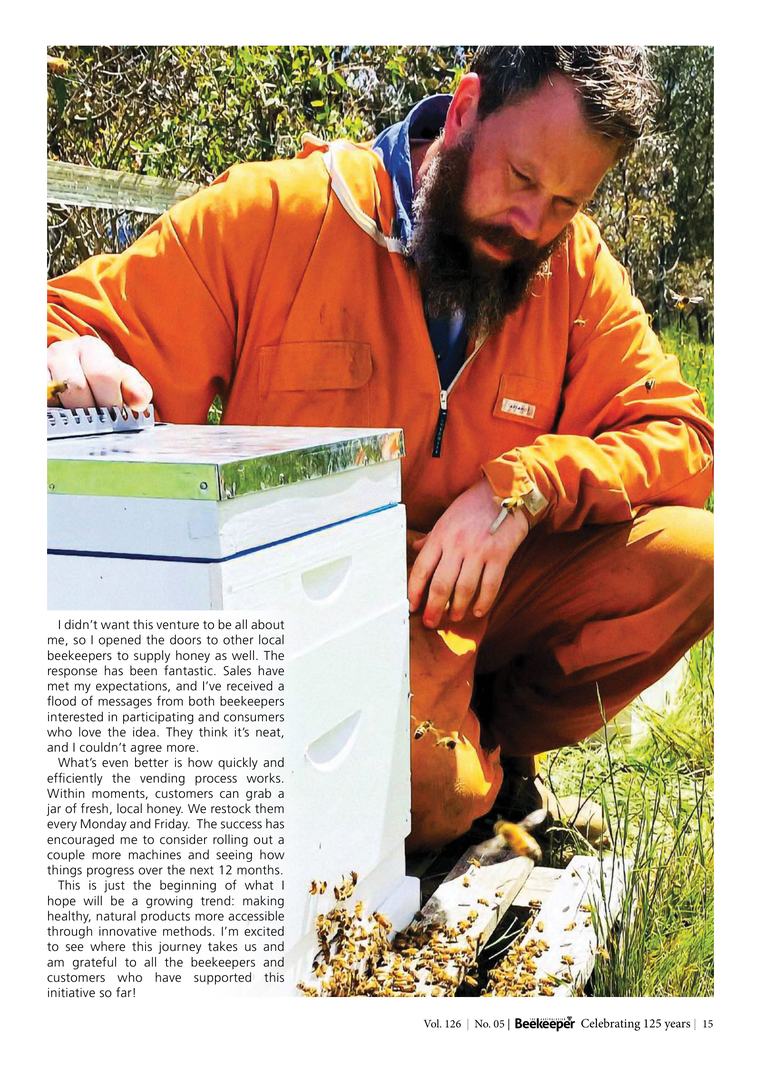 I didn’t want this venture to be all about
me, so I opened the doors to other local
beekeepers to supply honey as well. The
response has been fantastic. Sales have
met my expectations, and I’ve received a
flood of messages from both beekeepers
interested in participating and consumers
who love the idea. They think it’s neat,
and I couldn’t agree more.
What’s even better is how quickly and
efficiently the vending process works.
Within moments, customers can grab a
jar of fresh, local honey. We restock them
every Monday and Friday. The success has
encouraged me to consider rolling out a
couple more machines and seeing how
things progress over the next 12 months.
This is just the beginning of what I
hope will be a growing trend: making
healthy, natural products more accessible
through innovative methods. I’m excited
to see where this journey takes us and
am grateful to all the beekeepers and
customers who have supported this
initiative so far!
Vol. 126 | No. 05 | Beekeeper Celebrating 125 years | 15